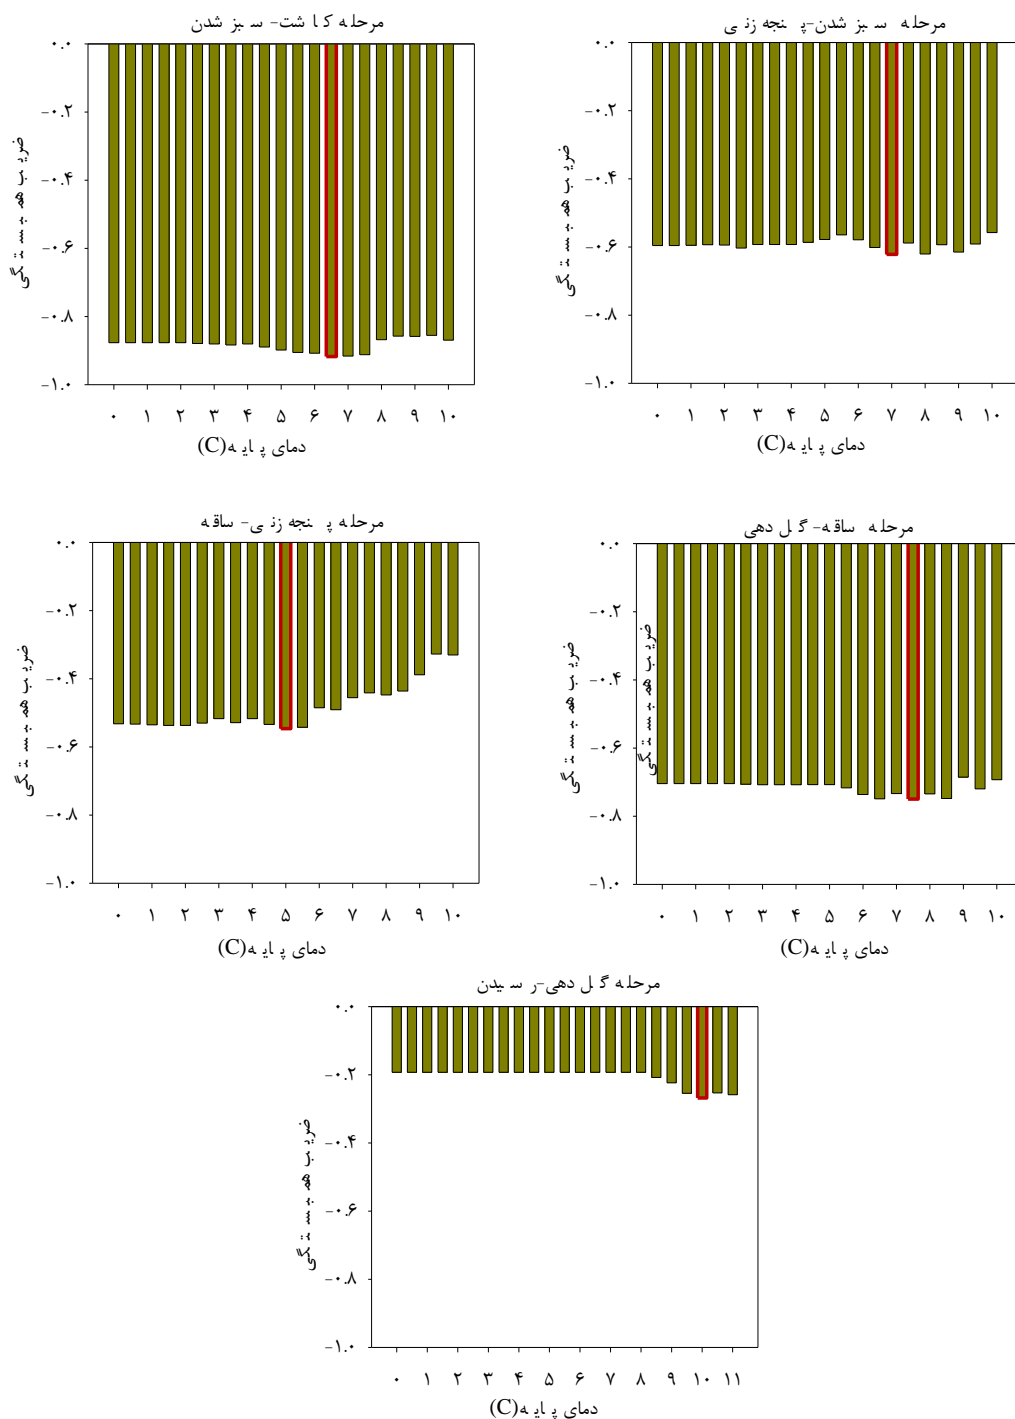 مرحله کاشت- سبز شدن
۰.۰
-۰.۲
-۰.۴
-۰.۶
-۰.۸
-۱.۰
ضریب همبستگی
۰ ۱ ۲ ۳ ۴ ۵ ۶ ۷ ۸ ۹ ۱۰
دمای پایه(C)
مرحله سبز شدن-پنجه زنی
۰.۰
-۰.۲
-۰.۴
-۰.۶
-۰.۸
-۱.۰
ضریب همبستگی
۰ ۱ ۲ ۳ ۴ ۵ ۶ ۷ ۸ ۹ ۱۰
دمای پایه(C)
مرحله پنجه زنی- ساقه
۰.۰
-۰.۲
-۰.۴
-۰.۶
-۰.۸
-۱.۰
ضریب همبستگی
۰ ۱ ۲ ۳ ۴ ۵ ۶ ۷ ۸ ۹ ۱۰
دمای پایه(C)
مرحله ساقه- گل دهی
۰.۰
-۰.۲
-۰.۴
-۰.۶
-۰.۸
-۱.۰
ضریب همبستگی
ضریب همبستگی
۰ ۱ ۲ ۳ ۴ ۵ ۶ ۷ ۸ ۹ ۱۰
دمای پایه(C)
مرحله گل دهی-رسیدن
۰.۰
-۰.۲
-۰.۴
-۰.۶
-۰.۸
-۱.۰
ضریب همبستگی
۰ ۱ ۲ ۳ ۴ ۵ ۶ ۷ ۸ ۹ ۱۰ ۱۱
دمای پایه(C)